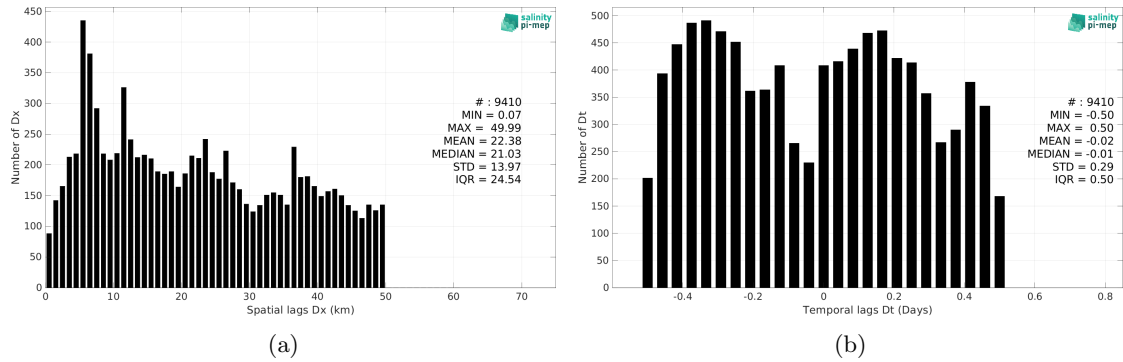 450
400
350
300
250
200
150
100
50
0
Number of Dx
0 10 20 30 40 50 60 70
Spatial lags Dx (km)
salinity
pi-mep
# : 9410
MIN = 0.07
MAX = 49.99
MEAN = 22.38
MEDIAN = 21.03
STD = 13.97
IQR = 24.54
(a)
500
450
400
350
300
250
200
150
100
50
0
Number of Dt
-0.4 -0.2 0 0.2 0.4 0.6 0.8
Temporal lags Dt (Days)
salinity
pi-mep
# : 9410
MIN = -0.50
MAX = 0.50
MEAN = -0.02
MEDIAN = -0.01
STD = 0.29
IQR = 0.50
(b)